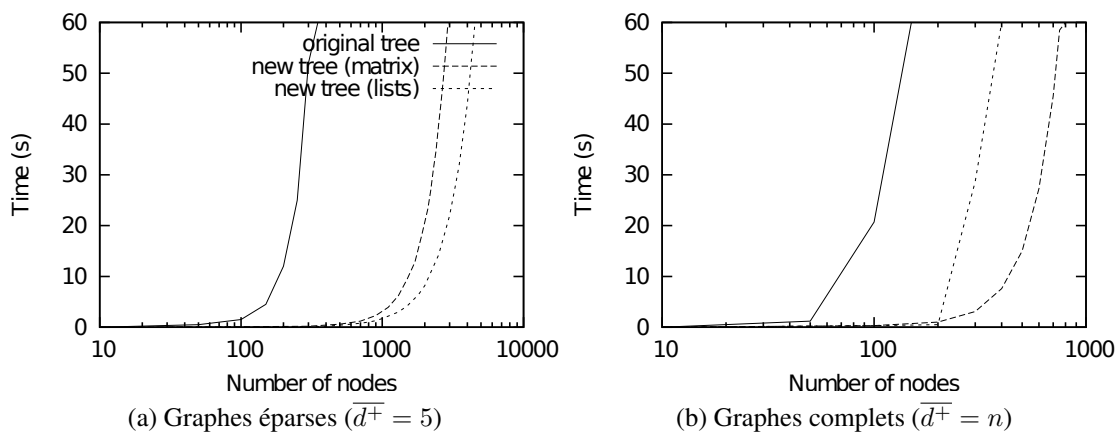 60
50
40
30
20
10
0
Time (s)
original tree
new tree (matrix)
new tree (lists)
10
100
1000
10000
Number of nodes
(a) Graphes éparses ($\overline{d^+} = 5$)
60
50
40
30
20
10
0
Time (s)
10
100
1000
Number of nodes
(b) Graphes complets ($\overline{d^+} = n$)